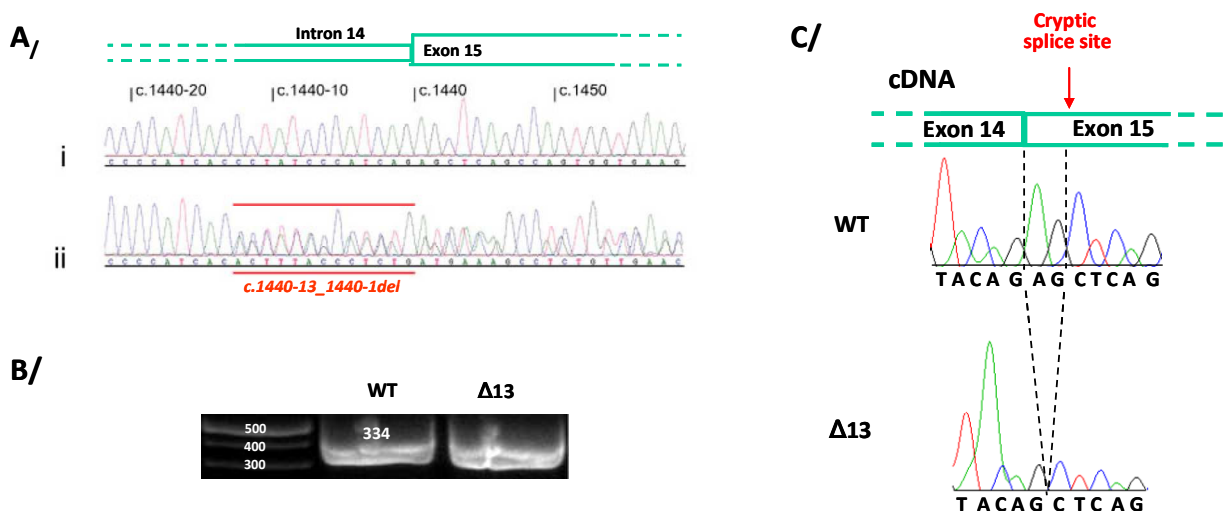 A/
Intron 14
Exon 15
c.1440-20
c.1440-10
c.1440
c.1450
i
ii
c.1440-13_1440-1del
B/
WT
Δ13
500
400
300
334
C/
Cryptic
splice site
cDNA
Exon 14
Exon 15
WT
T A C A G A G C T C A G
Δ13
T A C A G C T C A G